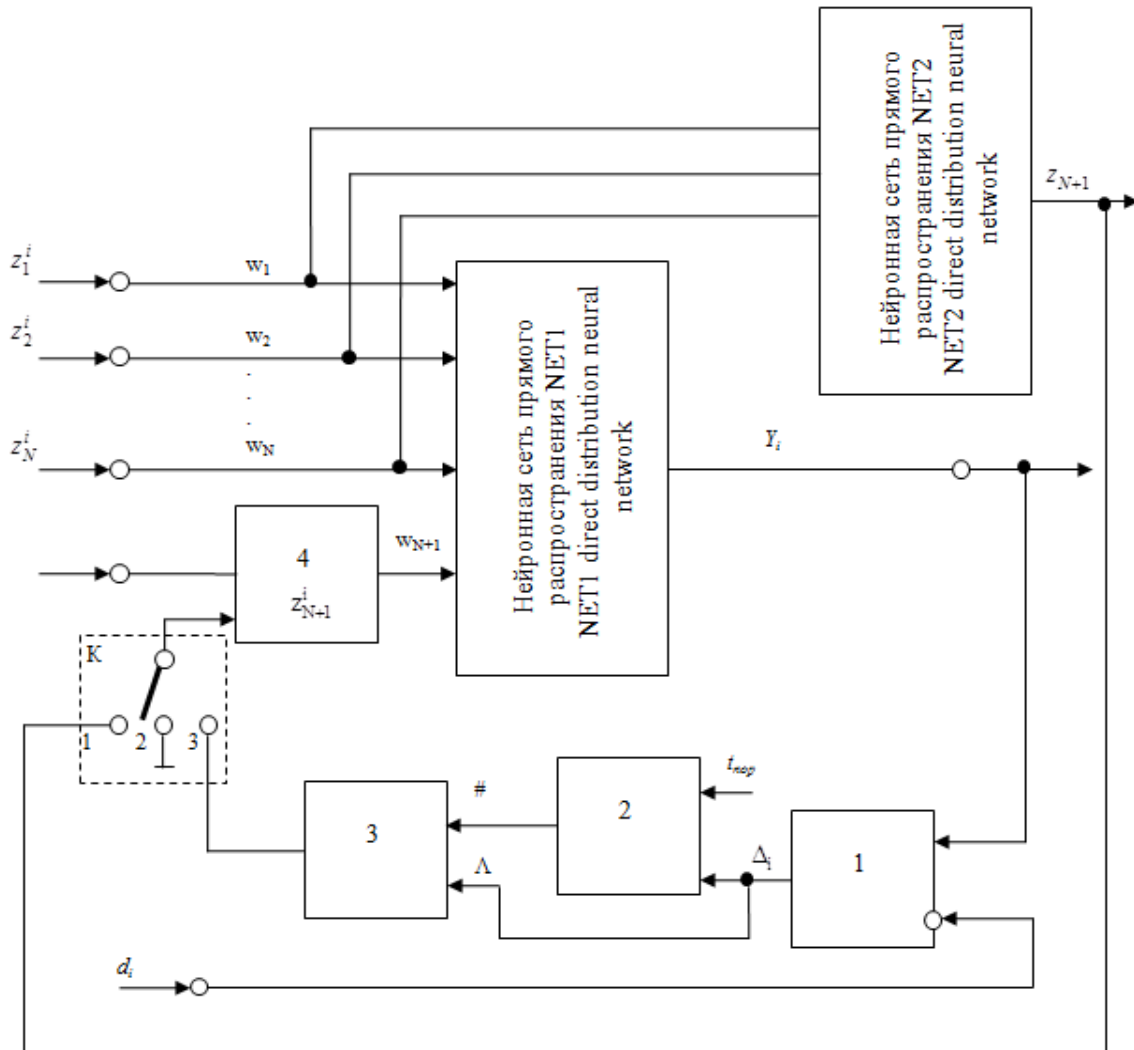 Нейронная сеть прямого
распространения NET2
NET2 direct distribution neural
network
z_{N+1}
z_1^i
w_1
z_2^i
w_2
.
.
.
z_N^i
w_N
Нейронная сеть прямого
распространения NET1
NET1 direct distribution neural
network
Y_i
4
z_{N+1}^i
w_{N+1}
К
1
2
3
3
#
Λ
2
t_{пор}
Δ_i
1
d_i